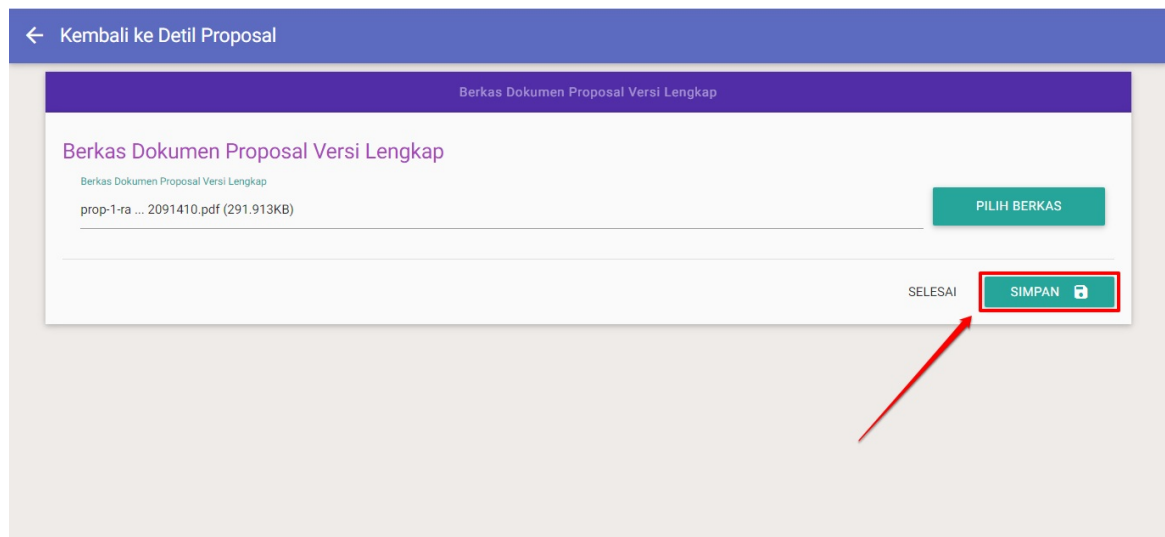 Kembali ke Detil Proposal
Berkas Dokumen Proposal Versi Lengkap
Berkas Dokumen Proposal Versi Lengkap
Berkas Dokumen Proposal Versi Lengkap
prop-1-ra ... 2091410.pdf (291.913KB)
PILIH BERKAS
SELESAI
SIMPAN